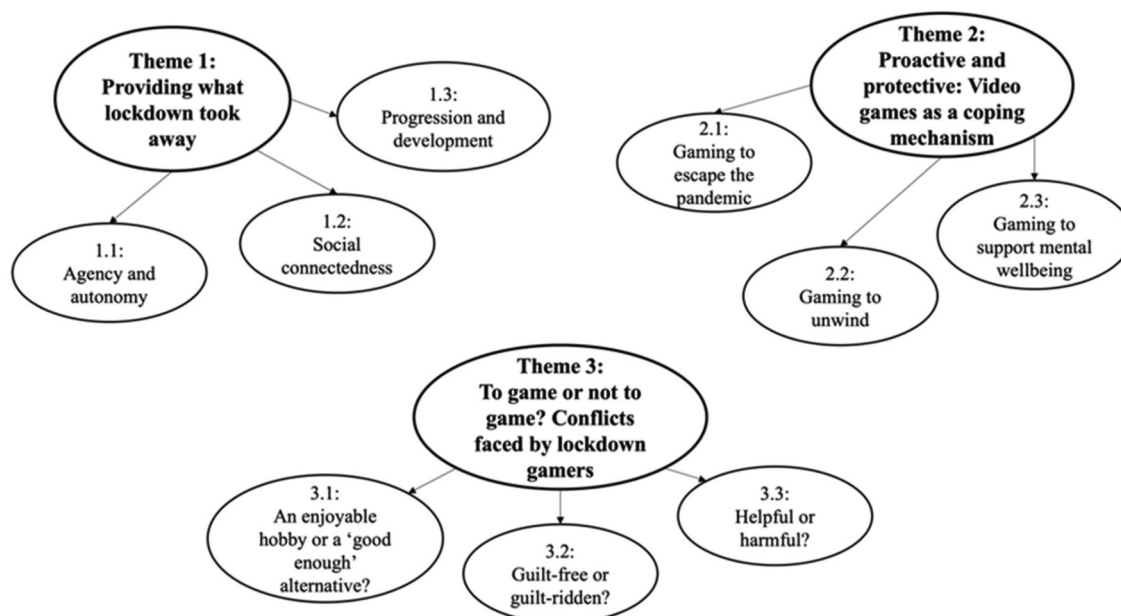 Theme 1:
Providing what
lockdown took
away
1.3:
Progression and
development
1.2:
Social
connectedness
1.1:
Agency and
autonomy
Theme 2:
Proactive and
protective: Video
games as a coping
mechanism
2.1:
Gaming to
escape the
pandemic
2.3:
Gaming to
support mental
wellbeing
2.2:
Gaming to
unwind
Theme 3:
To game or not to
game? Conflicts
faced by lockdown
gamers
3.1:
An enjoyable
hobby or a ‘good
enough’
alternative?
3.2:
Guilt-free or
guilt-ridden?
3.3:
Helpful or
harmful?